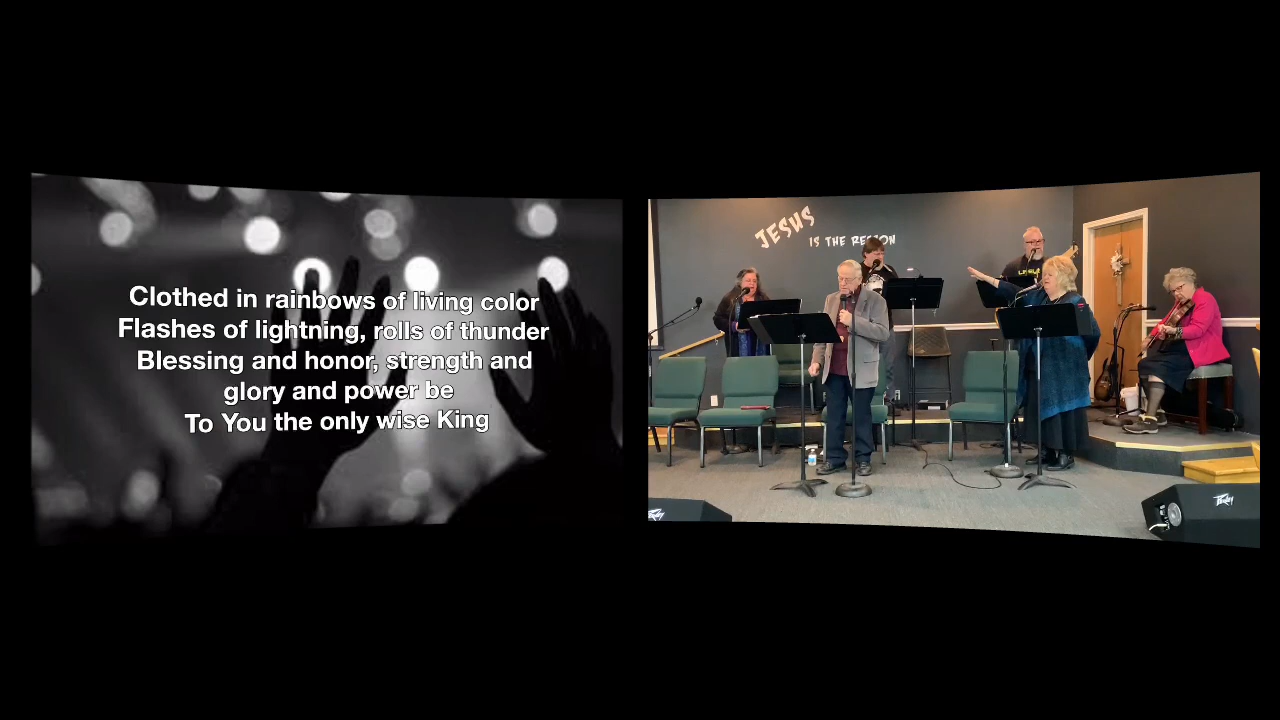 Clothed in rainbows of living color
Flashes of lightning, rolls of thunder
Blessing and honor, strength and
glory and power be
To You the only wise King
JESUS
IS THE REASON
Peavey